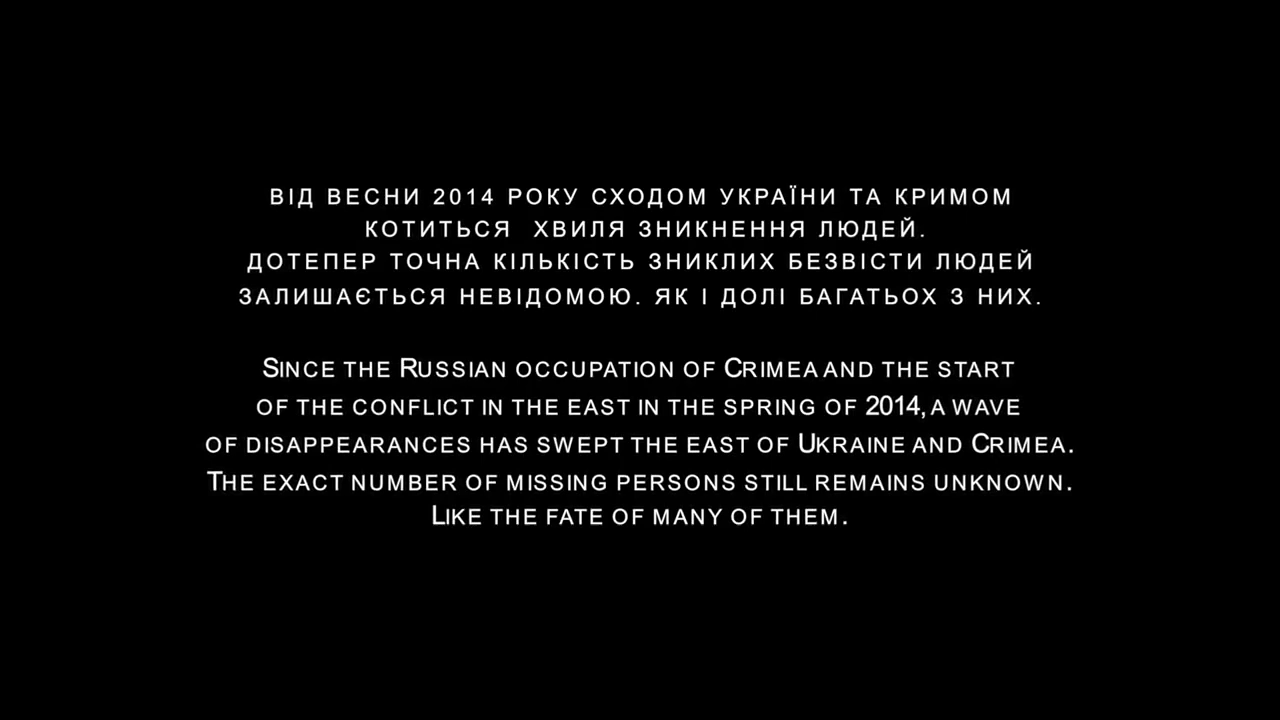 ВІД ВЕСНИ 2014 РОКУ СХОДОМ УКРАЇНИ ТА КРИМОМ
КОТИТЬСЯ ХВИЛЯ ЗНИКНЕННЯ ЛЮДЕЙ.
ДОТЕПЕР ТОЧНА КІЛЬКІСТЬ ЗНИКЛИХ БЕЗВІСТИ ЛЮДЕЙ
ЗАЛИШАЄТЬСЯ НЕВІДОМОЮ. ЯК І ДОЛІ БАГАТЬОХ З НИХ.
SINCE THE RUSSIAN OCCUPATION OF CRIMEA AND THE START
OF THE CONFLICT IN THE EAST IN THE SPRING OF 2014, A WAVE
OF DISAPPEARANCES HAS SWEPT THE EAST OF UKRAINE AND CRIMEA.
THE EXACT NUMBER OF MISSING PERSONS STILL REMAINS UNKNOWN.
LIKE THE FATE OF MANY OF THEM.